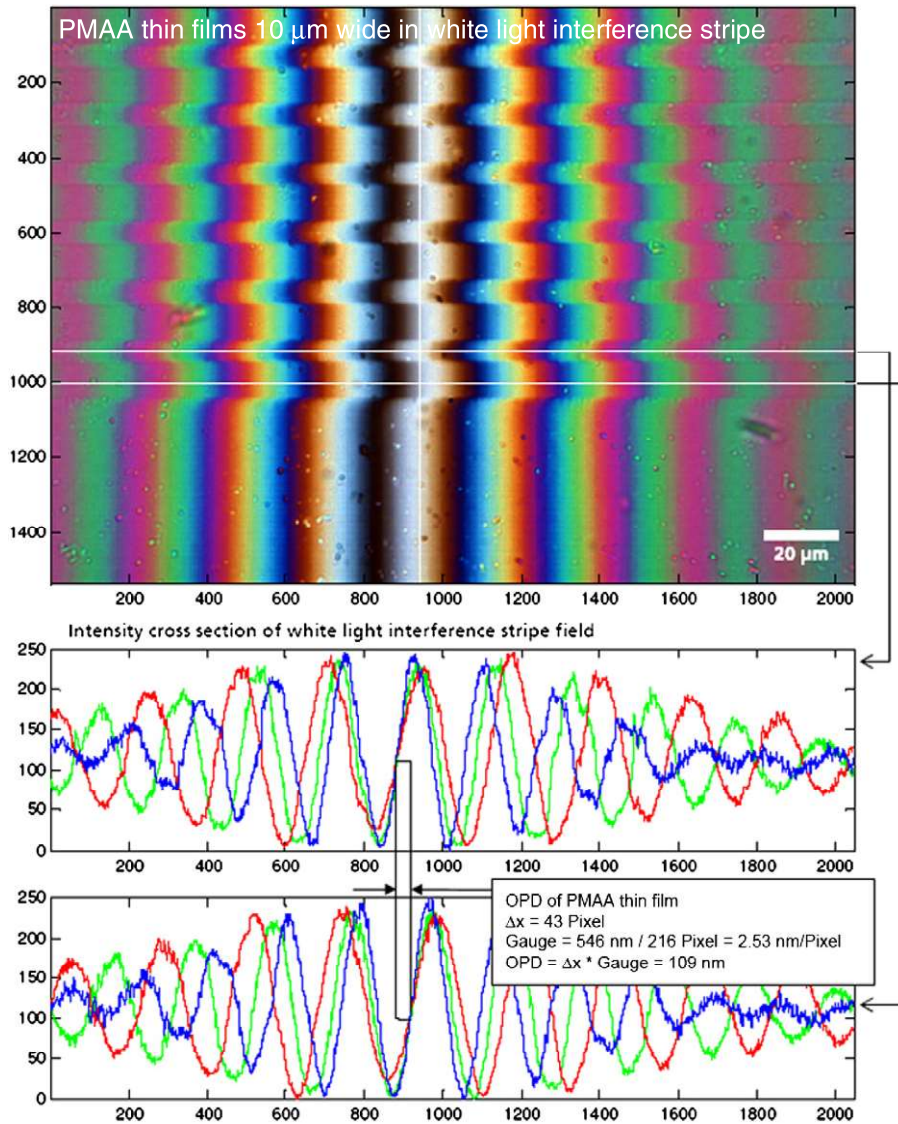 PMAA thin films 10 μm wide in white light interference stripe
200
400
600
800
1000
1200
1400
20 μm
200 400 600 800 1000 1200 1400 1600 1800 2000
Intensity cross section of white light interference stripe field
250
200
150
100
50
0
200 400 600 800 1000 1200 1400 1600 1800 2000
250
200
150
100
50
0
OPD of PMAA thin film
Δx = 43 Pixel
Gauge = 546 nm / 216 Pixel = 2.53 nm/Pixel
OPD = Δx * Gauge = 109 nm
200 400 600 800 1000 1200 1400 1600 1800 2000